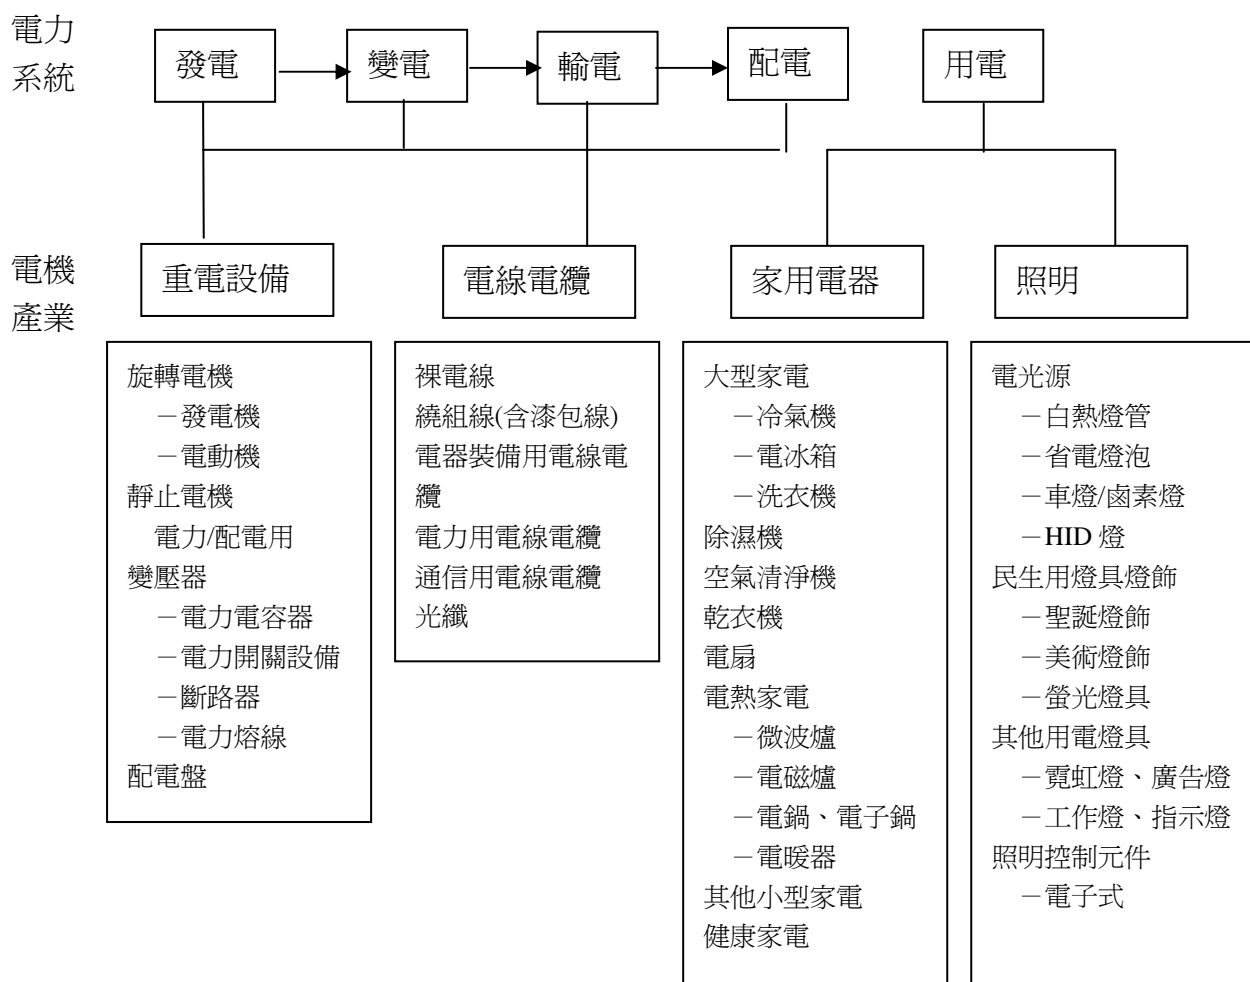 電力
系統
發電
變電
輸電
配電
用電
電機
產業
重電設備
電線電纜
家用電器
照明
旋轉電機
－發電機
－電動機
靜止電機
電力/配電用
變壓器
－電力電容器
－電力開關設備
－斷路器
－電力熔線
配電盤
裸電線
繞組線(含漆包線)
電器裝備用電線電
纜
電力用電線電纜
通信用電線電纜
光纖
大型家電
－冷氣機
－電冰箱
－洗衣機
除濕機
空氣清淨機
乾衣機
電扇
電熱家電
－微波爐
－電磁爐
－電鍋、電子鍋
－電暖器
其他小型家電
健康家電
電光源
－白熱燈管
－省電燈泡
－車燈/鹵素燈
－HID 燈
民生用燈具燈飾
－聖誕燈飾
－美術燈飾
－螢光燈具
其他用電燈具
－霓虹燈、廣告燈
－工作燈、指示燈
照明控制元件
－電子式